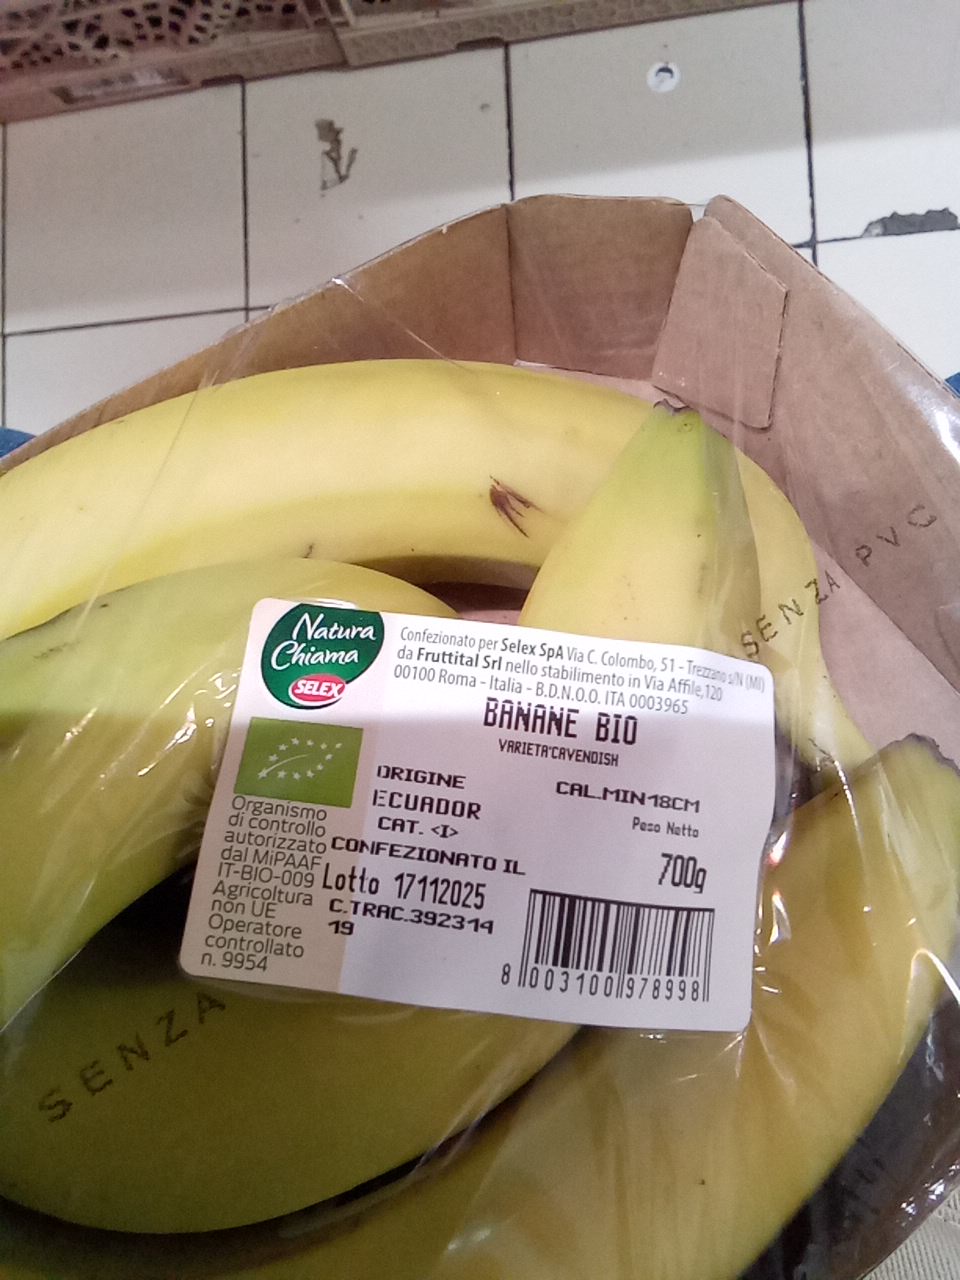 SENZA PVC
Natura
Chiama
SELEX
Confezionato per Selex SpA Via C. Colombo, 51 - Trezzano s/N (MI)
da Fruttital Srl nello stabilimento in Via Affile,120
00100 Roma - Italia - B.D.N.O.O. ITA 0003965
BANANE BIO
VARIETA'CAVENDISH
ORIGINE
ECUADOR
CAT. <I>
CAL.MIN18CM
Peso Netto
700g
CONFEZIONATO IL
Lotto 17112025
C.TRAC.392314
19
Organismo
di controllo
autorizzato
dal MiPAAF
IT-BIO-009
Agricoltura
non UE
Operatore
controllato
n. 9954
8 003100 978998
SENZA